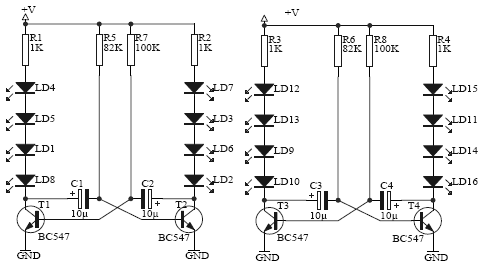 +V +V
R1 1K R5 82K R7 100K R2 1K R3 1K R6 82K R8 100K R4 1K
LD4 LD7 LD12 LD15
LD5 LD3 LD13 LD11
LD1 LD6 LD9 LD14
LD8 LD2 LD10 LD16
C1 C2 C3 C4
+ + + +
T1 10µ 10µ T2 T3 10µ 10µ T4
BC547 BC547 BC547 BC547
GND GND GND GND